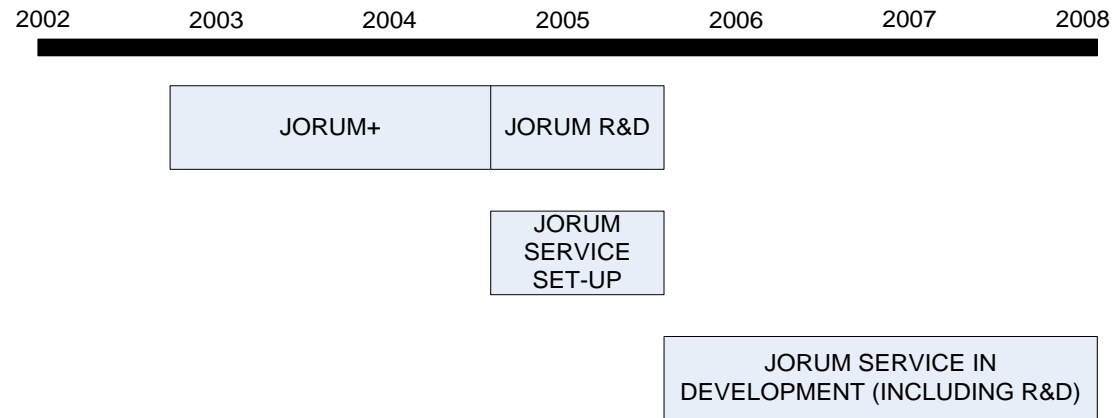 2002 2003 2004 2005 2006 2007 2008
JORUM+ JORUM R&D
JORUM
SERVICE
SET-UP
JORUM SERVICE IN
DEVELOPMENT (INCLUDING R&D)